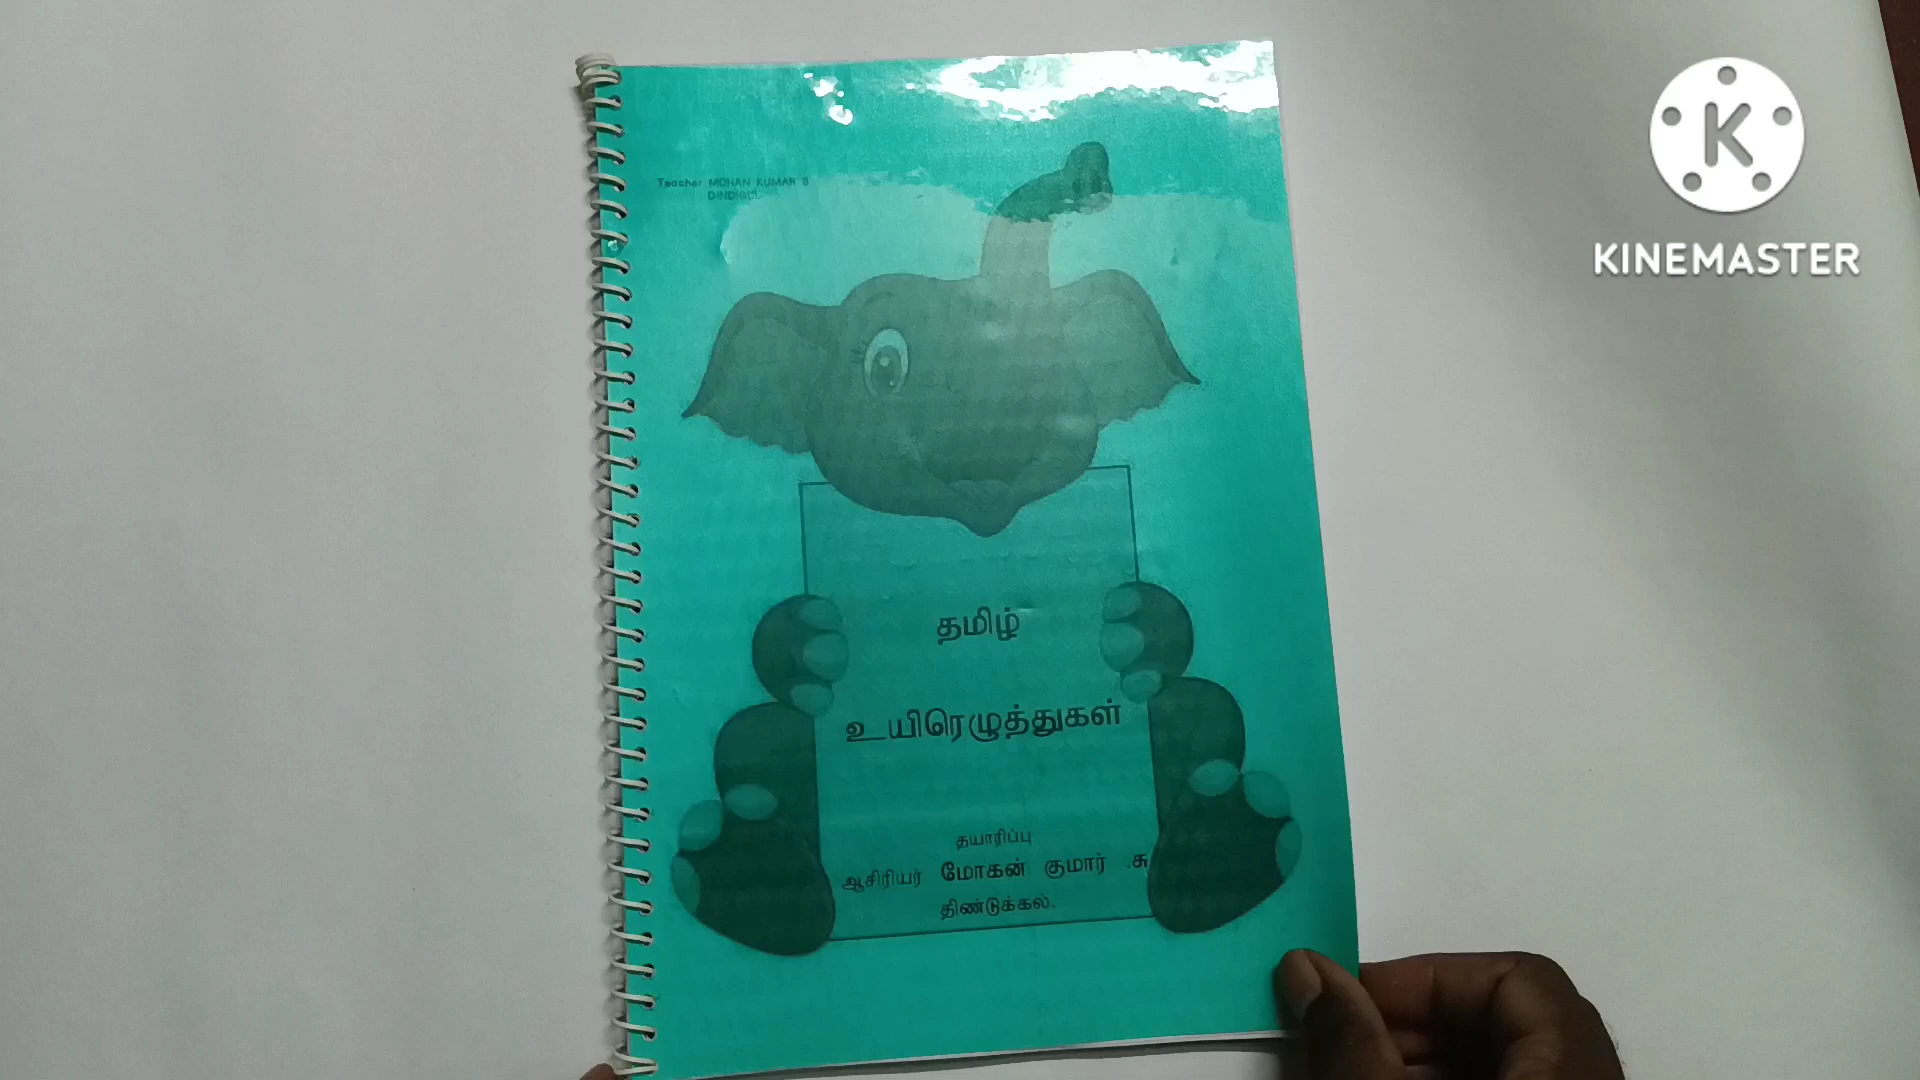 Teacher MOHAN KUMAR S
DINDIGUL
தமிழ்
உயிரெழுத்துகள்
தயாரிப்பு
ஆசிரியர் மோகன் குமார் .சு
திண்டுக்கல்.
K
KINEMASTER